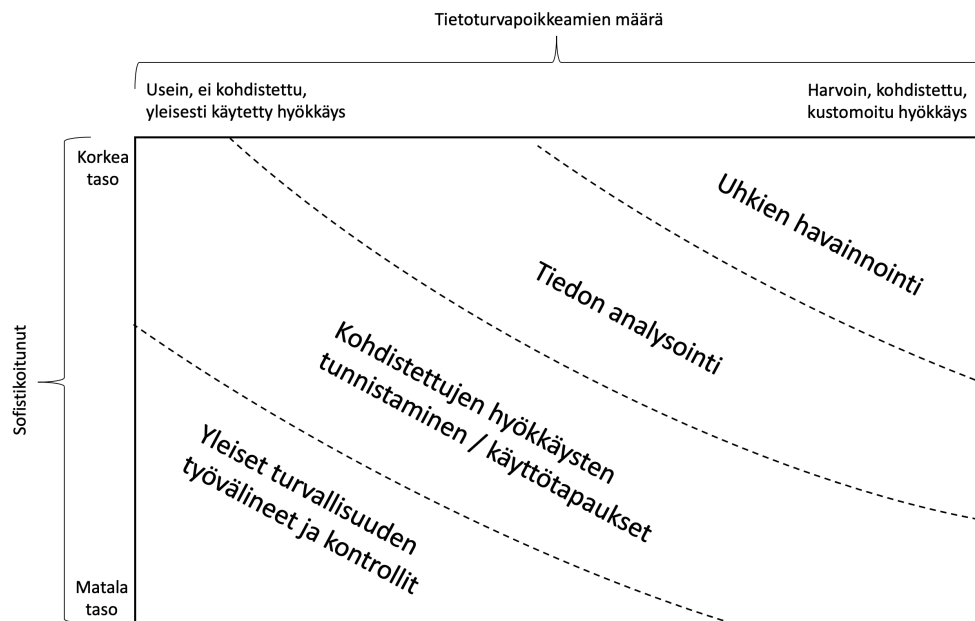 Tietoturvapoikkeamien määrä
Usein, ei kohdistettu,
yleisesti käytetty hyökkäys
Harvoin, kohdistettu,
kustomoitu hyökkäys
Korkea
taso
Uhkien havainnointi
Tiedon analysointi
Kohdistettujen hyökkäysten
tunnistaminen / käyttötapaukset
Sofistikoitunut
Yleiset turvallisuuden
työvälineet ja kontrollit
Matala
taso